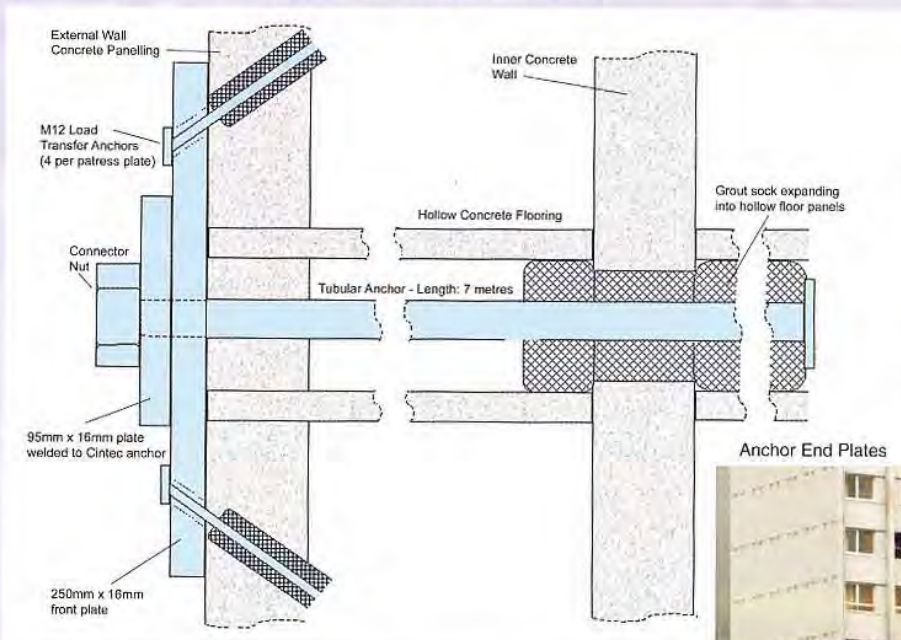 External Wall
Concrete Panelling
Inner Concrete
Wall
M12 Load
Transfer Anchors
(4 per patress plate)
Grout sock expanding
into hollow floor panels
Hollow Concrete Flooring
Connector
Nut
Tubular Anchor - Length: 7 metres
95mm x 16mm plate
welded to Cintec anchor
Anchor End Plates
250mm x 16mm
front plate